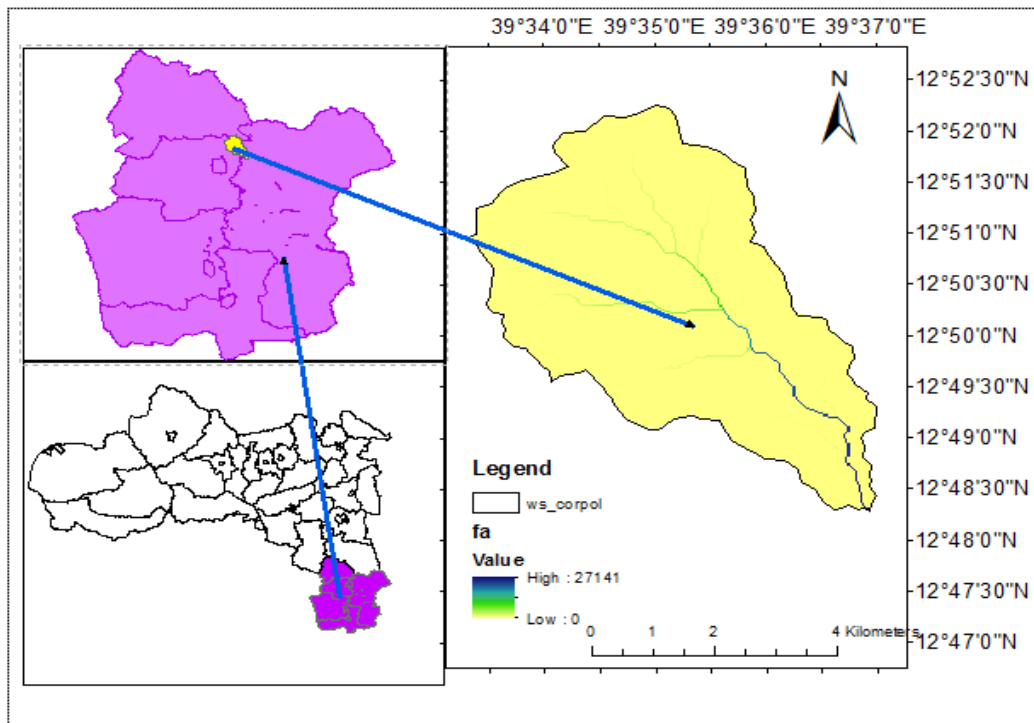 39°34'0"E 39°35'0"E 39°36'0"E 39°37'0"E
N
12°52'30"N
12°52'0"N
12°51'30"N
12°51'0"N
12°50'30"N
12°50'0"N
12°49'30"N
12°49'0"N
12°48'30"N
12°48'0"N
12°47'30"N
12°47'0"N
Legend
ws_corpol
fa
Value
High : 27141
Low : 0
0 1 2 4 Kilometers